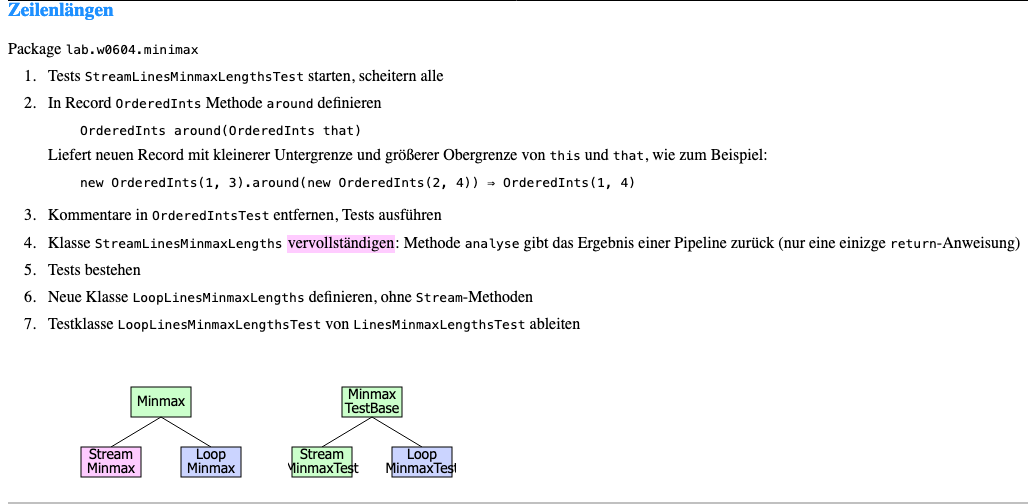 Zeilenlängen
Package lab.w0604.minimax
1. Tests StreamLinesMinmaxLengthsTest starten, scheitern alle
2. In Record OrderedInts Methode around definieren
OrderedInts around(OrderedInts that)
Liefert neuen Record mit kleinerer Untergrenze und größerer Obergrenze von this und that, wie zum Beispiel:
new OrderedInts(1, 3).around(new OrderedInts(2, 4)) ⇒ OrderedInts(1, 4)
3. Kommentare in OrderedIntsTest entfernen, Tests ausführen
4. Klasse StreamLinesMinmaxLengths vervollständigen: Methode analyse gibt das Ergebnis einer Pipeline zurück (nur eine einizge return-Anweisung)
5. Tests bestehen
6. Neue Klasse LoopLinesMinmaxLengths definieren, ohne Stream-Methoden
7. Testklasse LoopLinesMinmaxLengthsTest von LinesMinmaxLengthsTest ableiten
Minmax
Stream
Minmax
Loop
Minmax
Minmax
TestBase
Stream
MinmaxTest
Loop
MinmaxTest